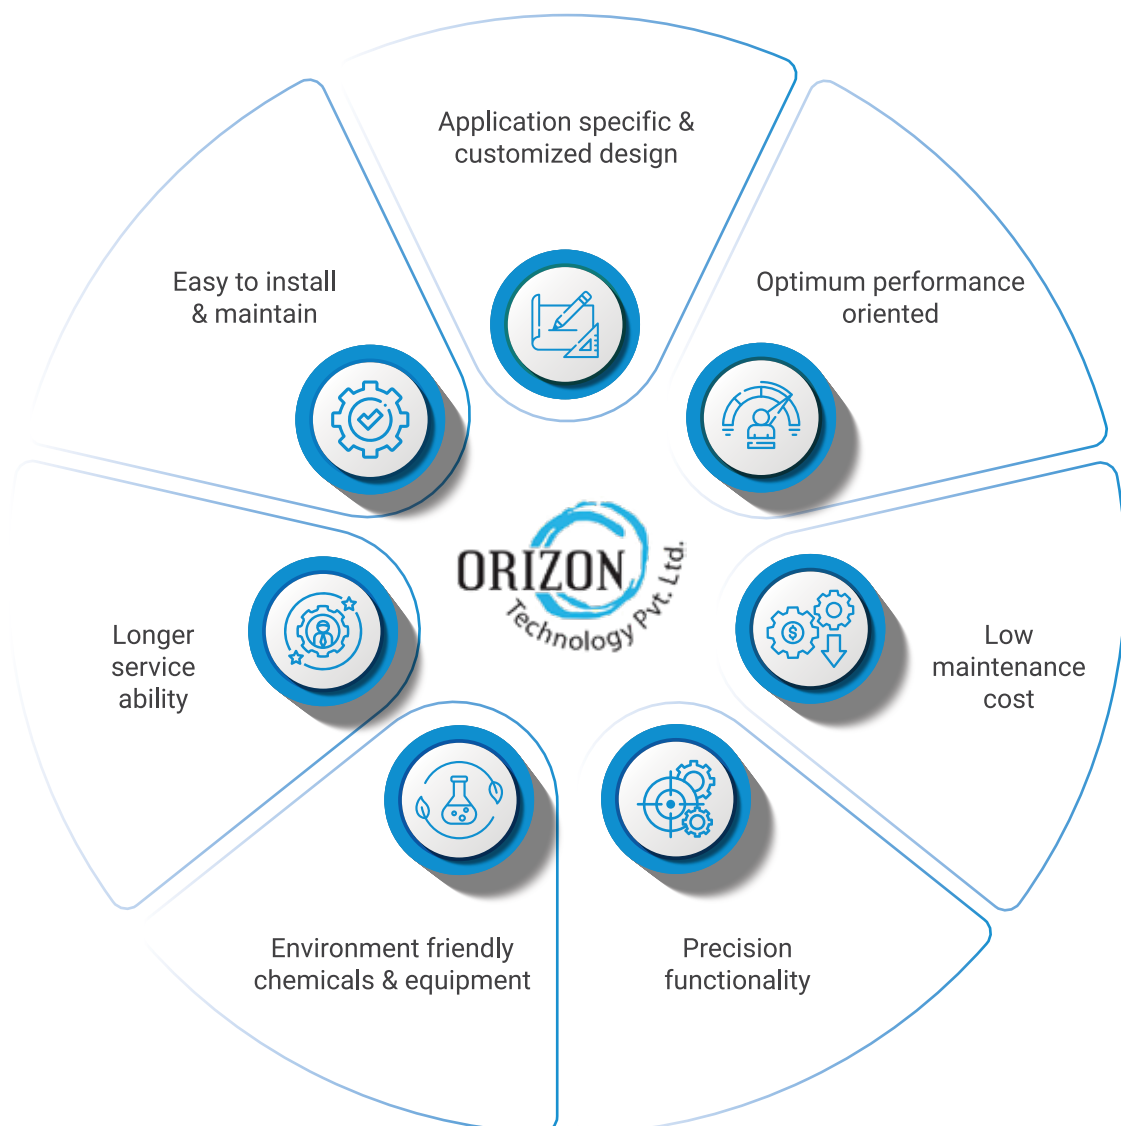 Application specific &
customized design
Easy to install
& maintain
Optimum performance
oriented
ORIZON
Technology Pvt. Ltd.
Longer
service
ability
$
Low
maintenance
cost
Environment friendly
chemicals & equipment
Precision
functionality